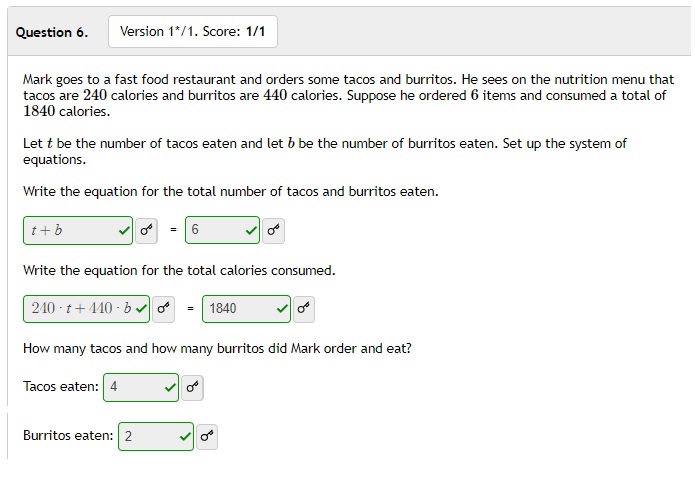 Question 6. Version 1*/1. Score: 1/1
Mark goes to a fast food restaurant and orders some tacos and burritos. He sees on the nutrition menu that
tacos are 240 calories and burritos are 440 calories. Suppose he ordered 6 items and consumed a total of
1840 calories.
Let t be the number of tacos eaten and let b be the number of burritos eaten. Set up the system of
equations.
Write the equation for the total number of tacos and burritos eaten.
t + b = 6
Write the equation for the total calories consumed.
240 · t + 440 · b = 1840
How many tacos and how many burritos did Mark order and eat?
Tacos eaten: 4
Burritos eaten: 2